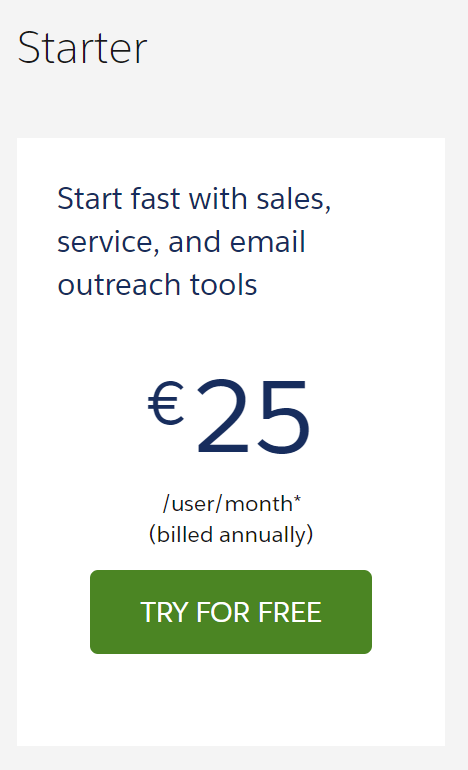 Starter
Start fast with sales,
service, and email
outreach tools
€25
/user/month*
(billed annually)
TRY FOR FREE